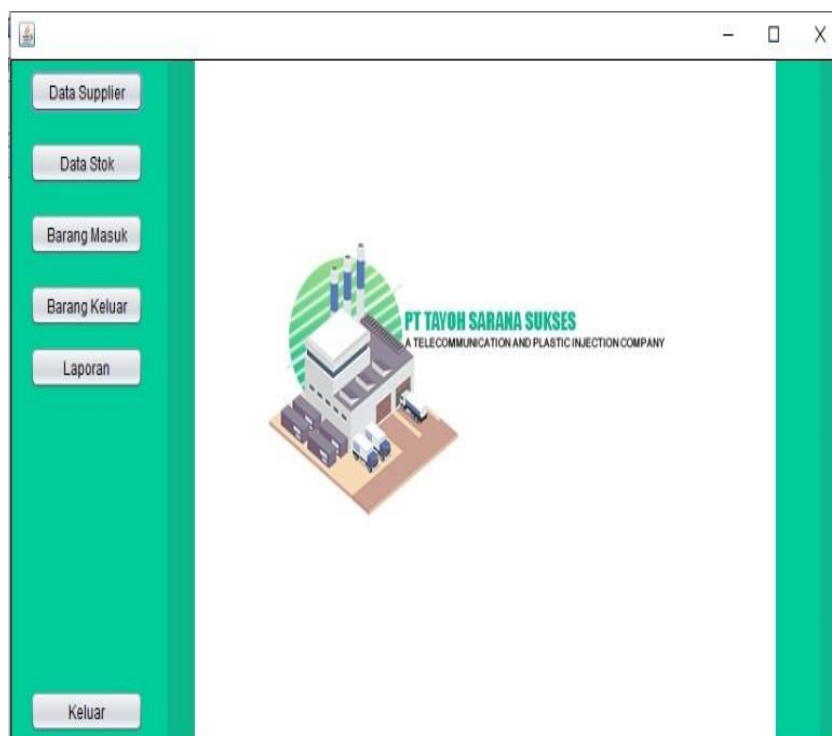 Data Supplier
Data Stok
Barang Masuk
Barang Keluar
Laporan
PT TAYOH SARANA SUKSES
A TELECOMMUNICATION AND PLASTIC INJECTION COMPANY
Keluar